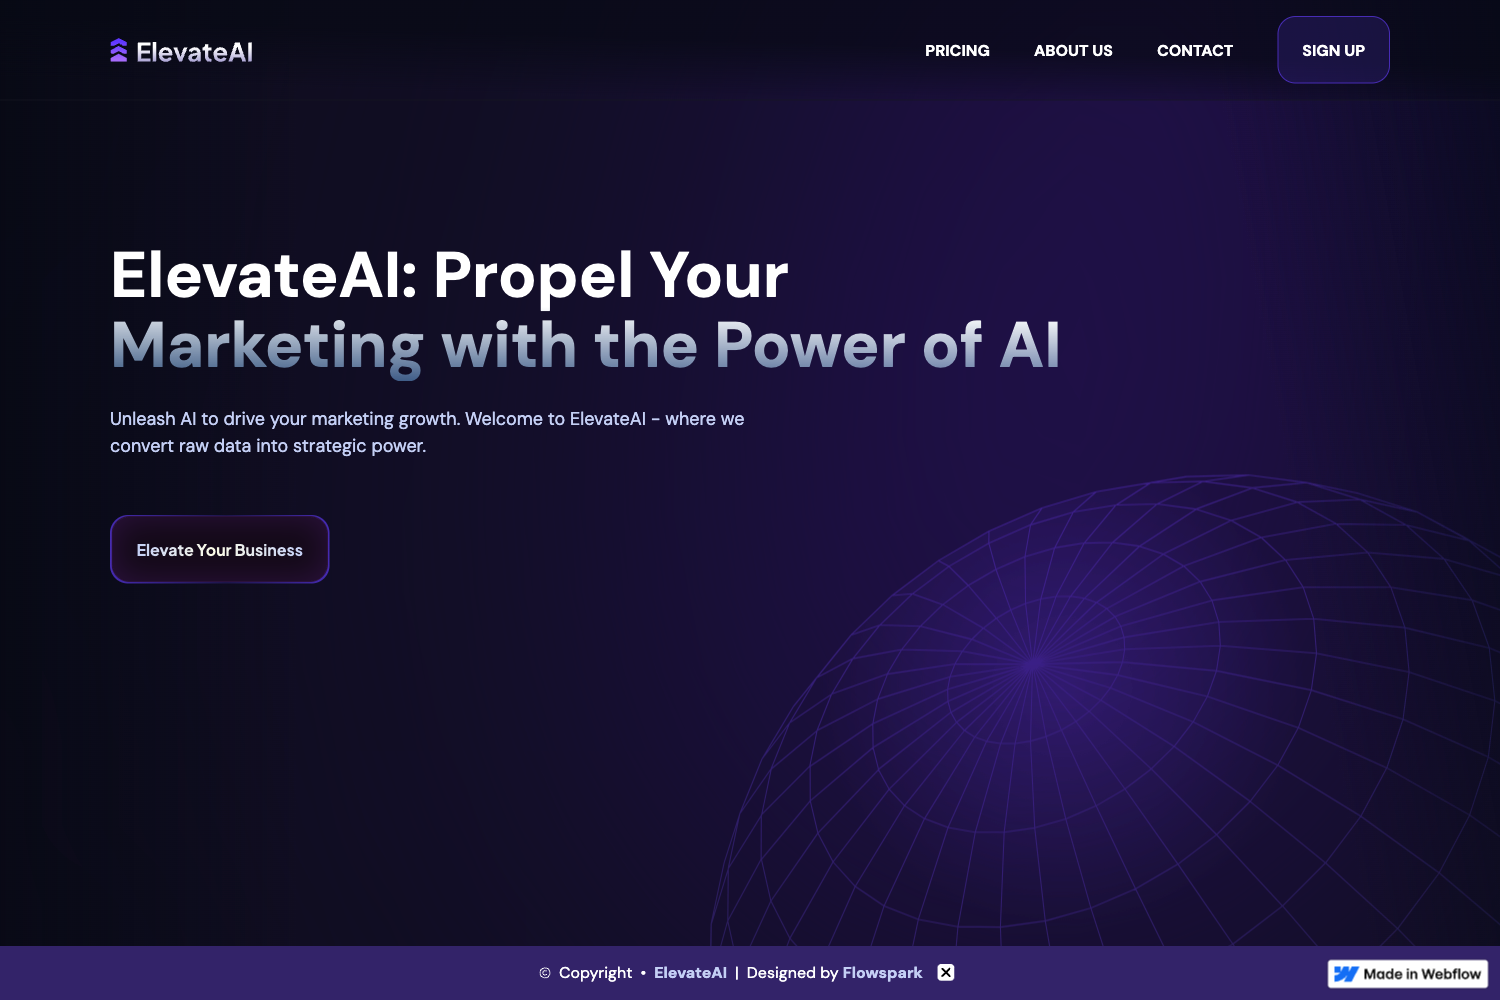 ElevateAI
PRICING
ABOUT US
CONTACT
SIGN UP
ElevateAI: Propel Your
Marketing with the Power of AI
Unleash AI to drive your marketing growth. Welcome to ElevateAI - where we
convert raw data into strategic power.
Elevate Your Business
© Copyright • ElevateAI | Designed by Flowspark
Made in Webflow